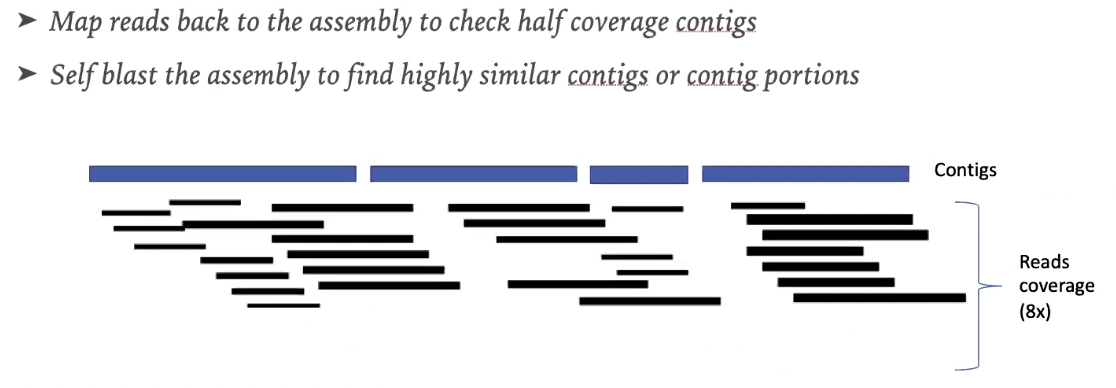 ➤ Map reads back to the assembly to check half coverage contigs
➤ Self blast the assembly to find highly similar contigs or contig portions
Contigs
Reads
coverage
(8x)